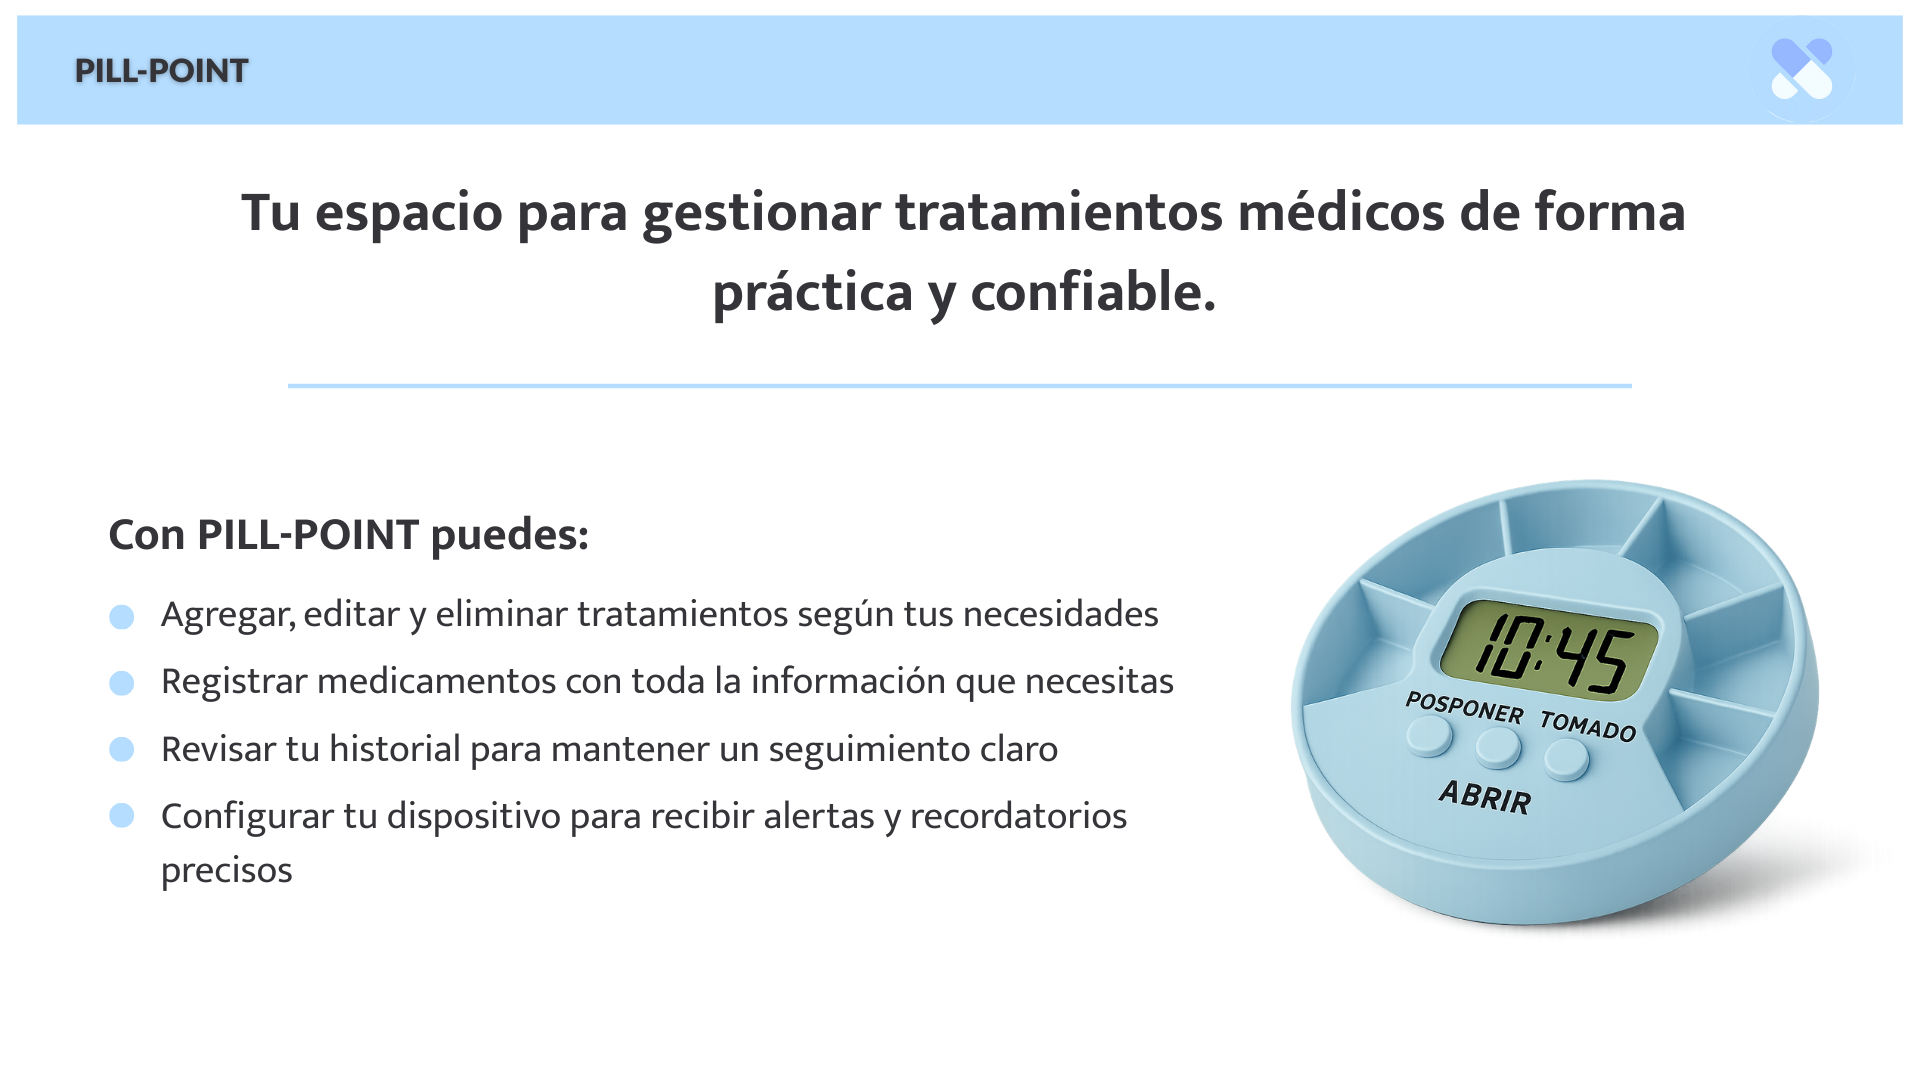 PILL-POINT
Tu espacio para gestionar tratamientos médicos de forma
práctica y confiable.
Con PILL-POINT puedes:
Agregar, editar y eliminar tratamientos según tus necesidades
Registrar medicamentos con toda la información que necesitas
Revisar tu historial para mantener un seguimiento claro
Configurar tu dispositivo para recibir alertas y recordatorios
precisos
10:45
POSPONER TOMADO
ABRIR